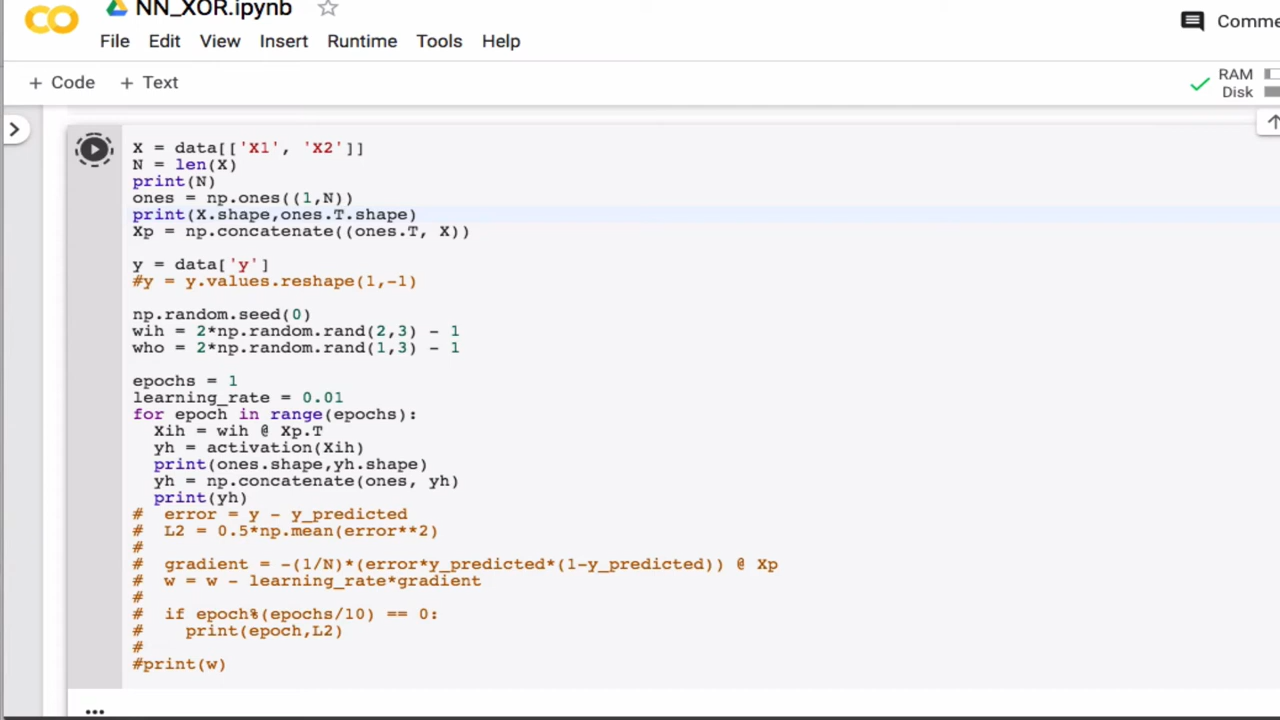 NN_XOR.ipynb
Comme
File Edit View Insert Runtime Tools Help
+ Code + Text
RAM
Disk
X = data[['X1', 'X2']]
N = len(X)
print(N)
ones = np.ones((1,N))
print(X.shape,ones.T.shape)
Xp = np.concatenate((ones.T, X))
y = data['y']
#y = y.values.reshape(1,-1)
np.random.seed(0)
wih = 2*np.random.rand(2,3) - 1
who = 2*np.random.rand(1,3) - 1
epochs = 1
learning_rate = 0.01
for epoch in range(epochs):
  Xih = wih @ Xp.T
  yh = activation(Xih)
  print(ones.shape,yh.shape)
  yh = np.concatenate(ones, yh)
  print(yh)
#  error = y - y_predicted
#  L2 = 0.5*np.mean(error**2)
#
#  gradient = -(1/N)*(error*y_predicted*(1-y_predicted)) @ Xp
#  w = w - learning_rate*gradient
#
#  if epoch%(epochs/10) == 0:
#    print(epoch,L2)
#
#print(w)
...